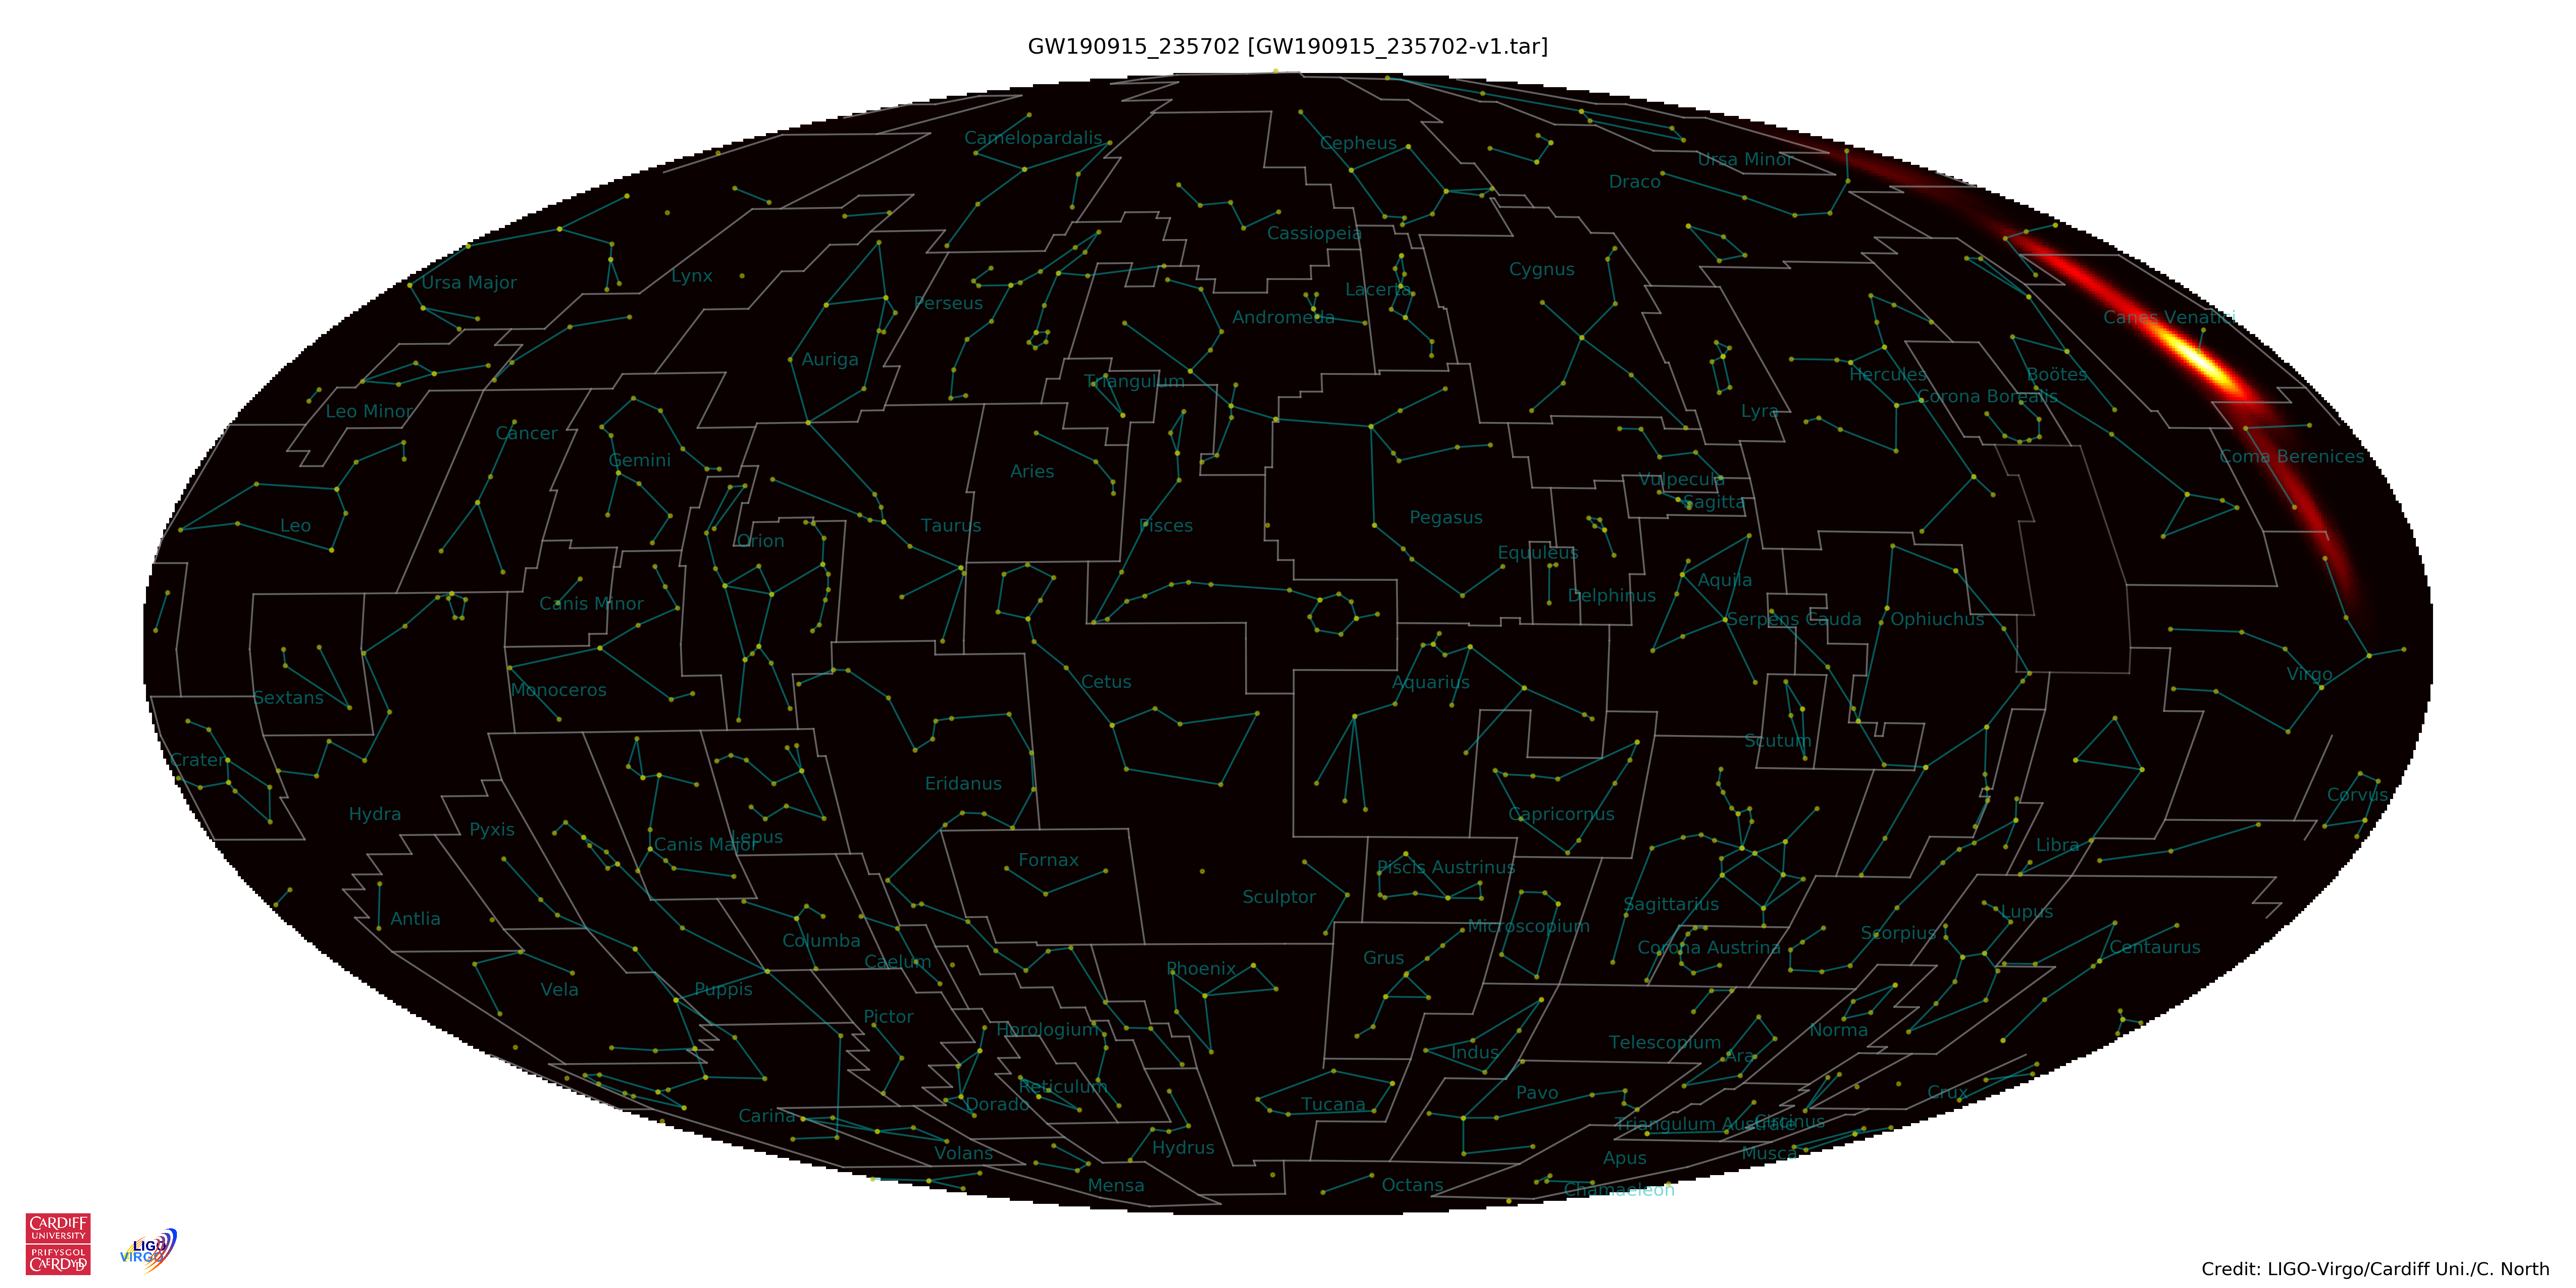 GW190915_235702 [GW190915_235702-v1.tar]
Camelopardalis
Cepheus
Ursa Minor
Draco
Cassiopeia
Ursa Major
Lynx
Perseus
Lacerta
Andromeda
Cygnus
Canes Venatici
Auriga
Triangulum
Hercules
Boötes
Corona Borealis
Leo Minor
Lyra
Cancer
Gemini
Aries
Coma Berenices
Vulpecula
Sagitta
Leo
Orion
Taurus
Pisces
Pegasus
Equuleus
Aquila
Delphinus
Canis Minor
Serpens Cauda
Ophiuchus
Sextans
Monoceros
Cetus
Aquarius
Virgo
Crater
Scutum
Eridanus
Corvus
Hydra
Pyxis
Canis Major
Lepus
Capricornus
Libra
Fornax
Piscis Austrinus
Sculptor
Antlia
Sagittarius
Lupus
Microscopium
Columba
Scorpius
Corona Austrina
Centaurus
Caelum
Phoenix
Grus
Vela
Puppis
Pictor
Horologium
Norma
Telescopium
Indus
Ara
Reticulum
Pavo
Crux
Dorado
Tucana
Carina
Triangulum Australe
Circinus
Hydrus
Volans
Apus
Musca
Mensa
Octans
Chamaeleon
CARDIFF
UNIVERSITY
PRIFYSGOL
CAERDYDD
LIGO
VIRGO
Credit: LIGO-Virgo/Cardiff Uni./C. North